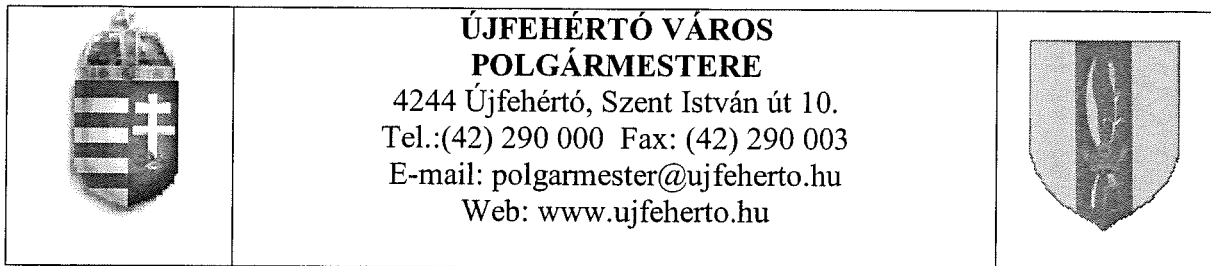 ÚJFEHÉRTÓ VÁROS
POLGÁRMESTERE
4244 Újfehértó, Szent István út 10.
Tel.:(42) 290 000 Fax: (42) 290 003
E-mail: polgarmester@ujfeherto.hu
Web: www.ujfeherto.hu